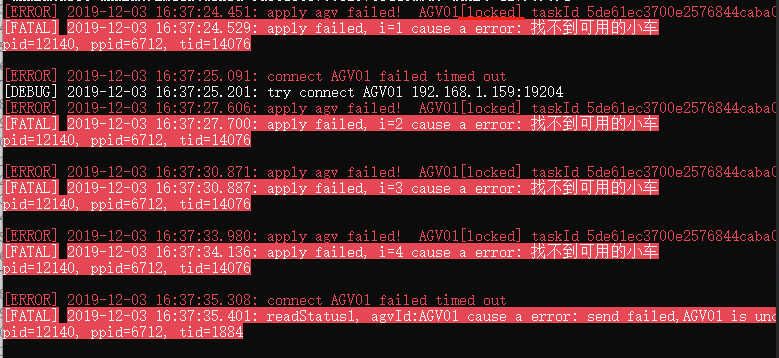 [ERROR] 2019-12-03 16:37:24.451: apply agv failed!  AGV01[locked] taskId 5de61ec3700e2576844caba0
[FATAL] 2019-12-03 16:37:24.529: apply failed, i=1 cause a error: 找不到可用的小车
pid=12140, ppid=6712, tid=14076
[ERROR] 2019-12-03 16:37:25.091: connect AGV01 failed timed out
[DEBUG] 2019-12-03 16:37:25.201: try connect AGV01 192.168.1.159:19204
[ERROR] 2019-12-03 16:37:27.606: apply agv failed!  AGV01[locked] taskId 5de61ec3700e2576844caba0
[FATAL] 2019-12-03 16:37:27.700: apply failed, i=2 cause a error: 找不到可用的小车
pid=12140, ppid=6712, tid=14076
[ERROR] 2019-12-03 16:37:30.871: apply agv failed!  AGV01[locked] taskId 5de61ec3700e2576844caba0
[FATAL] 2019-12-03 16:37:30.887: apply failed, i=3 cause a error: 找不到可用的小车
pid=12140, ppid=6712, tid=14076
[ERROR] 2019-12-03 16:37:33.980: apply agv failed!  AGV01[locked] taskId 5de61ec3700e2576844caba0
[FATAL] 2019-12-03 16:37:34.136: apply failed, i=4 cause a error: 找不到可用的小车
pid=12140, ppid=6712, tid=14076
[ERROR] 2019-12-03 16:37:35.308: connect AGV01 failed timed out
[FATAL] 2019-12-03 16:37:35.401: readStatus1, agvId:AGV01 cause a error: send failed,AGV01 is unc
pid=12140, ppid=6712, tid=1884